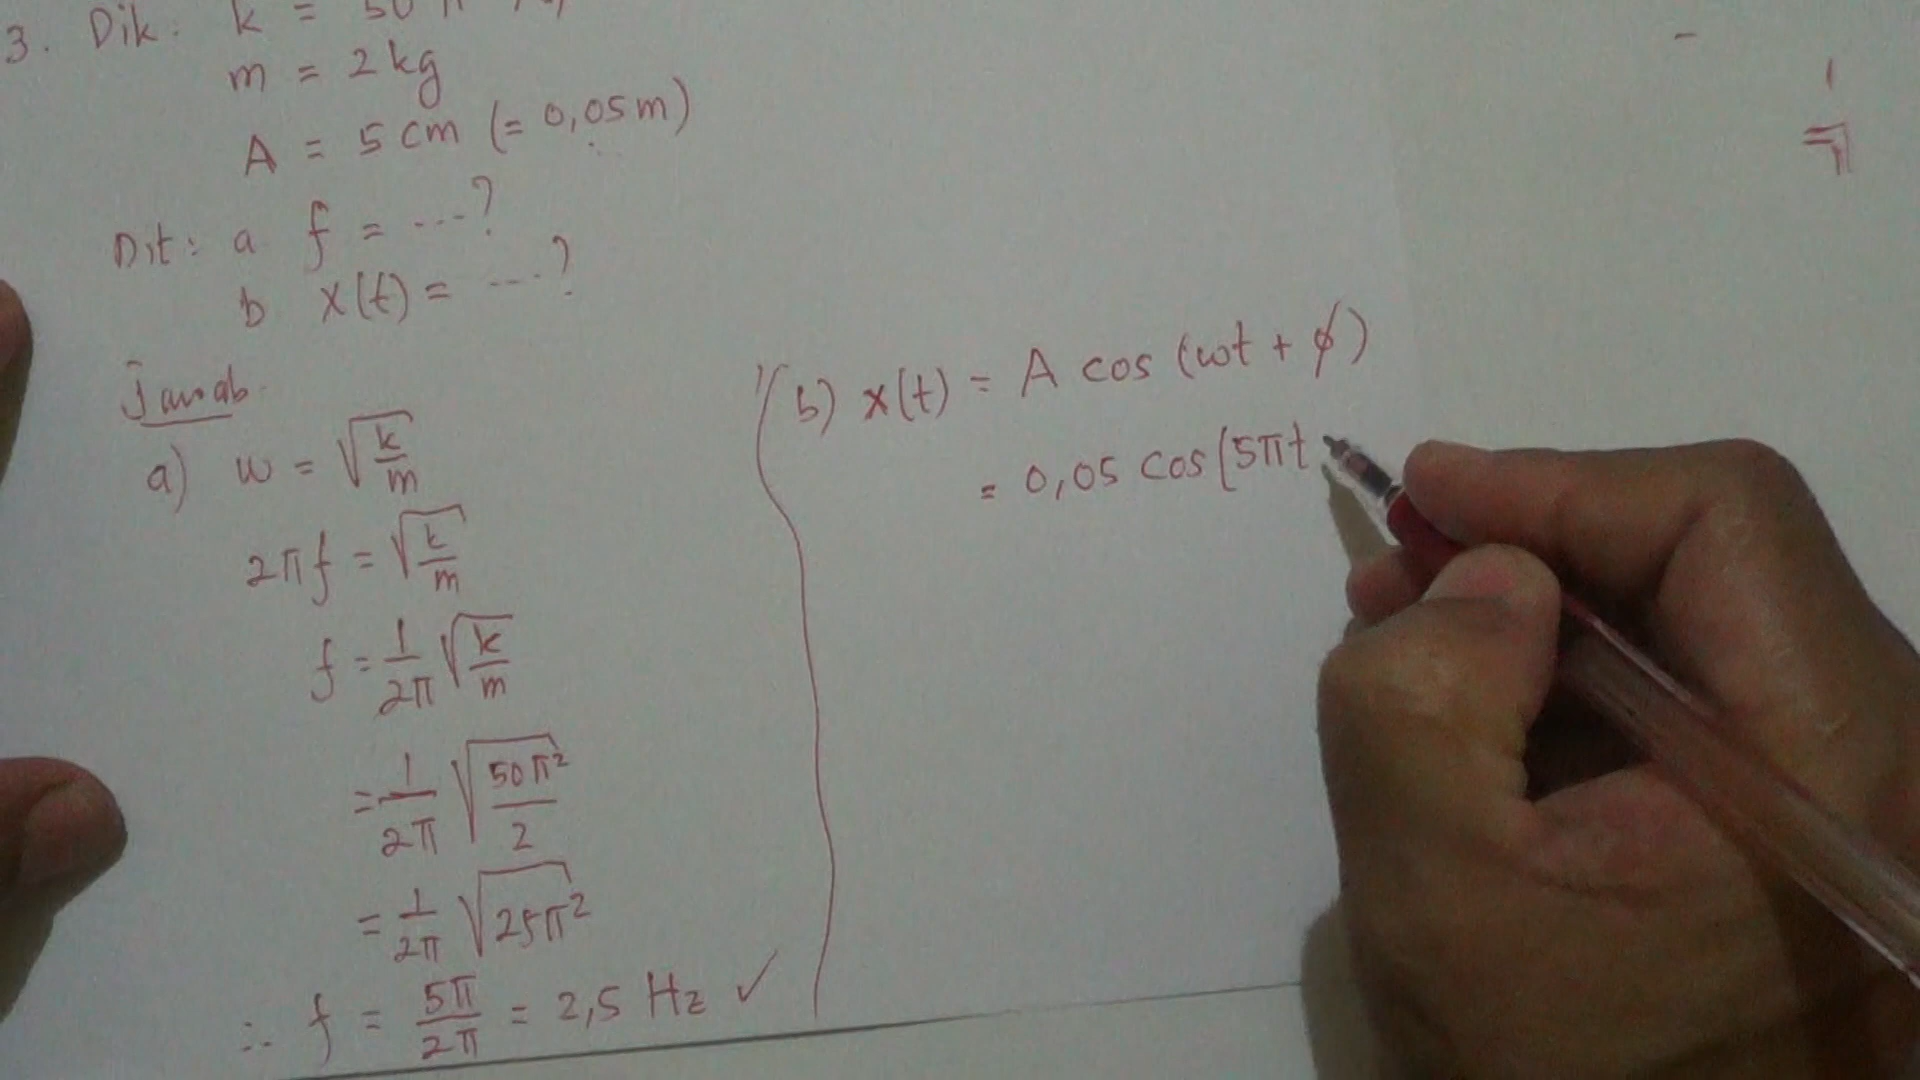 3. Dik: k = 50 π
m = 2 kg
A = 5 cm (= 0,05 m)
Dit: a f = ....?
b x(t) = ....?
Jawab
a) ω = √(k/m)
2πf = √(k/m)
f = 1/2π √(k/m)
= 1/2π √(50π²/2)
= 1/2π √25π²
∴ f = 5π/2π = 2,5 Hz ✓
b) x(t) = A cos (ωt + φ)
= 0,05 cos (5πt